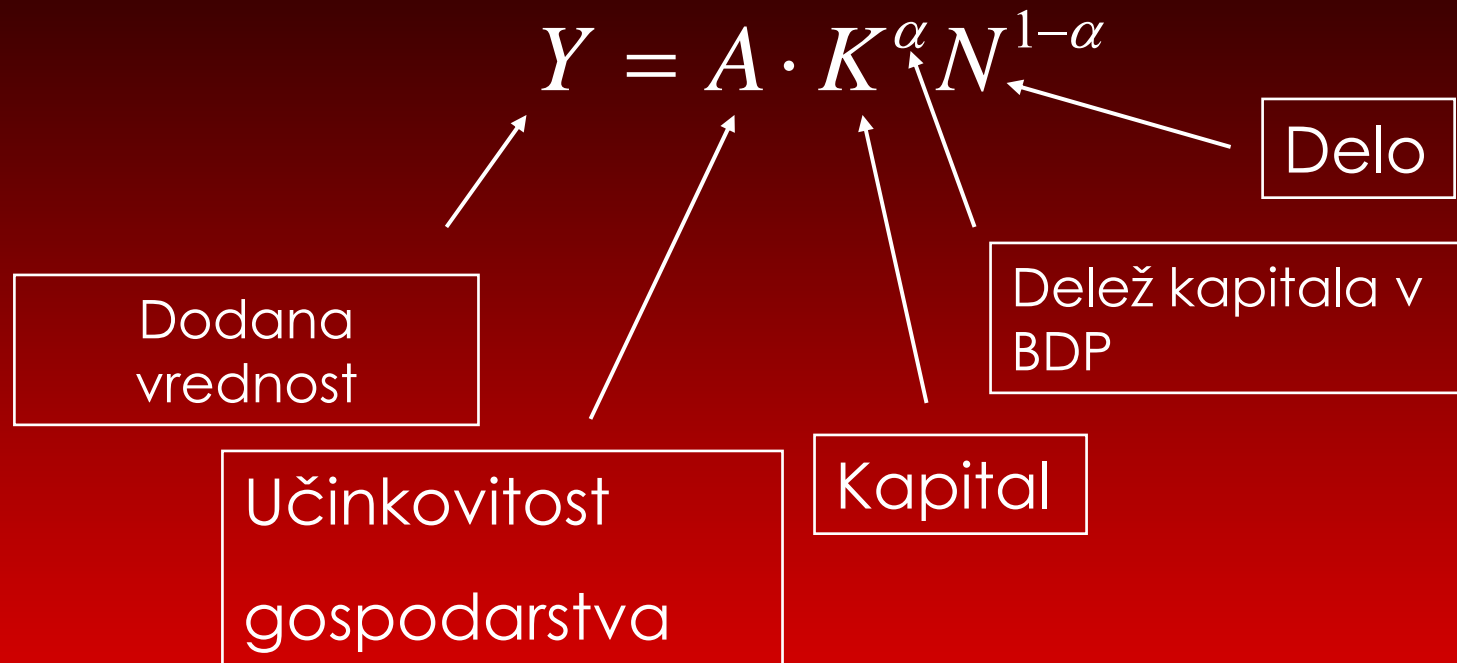 Y = A · K^α N^{1−α}
Delo
Delež kapitala v
BDP
Dodana
vrednost
Kapital
Učinkovitost
gospodarstva